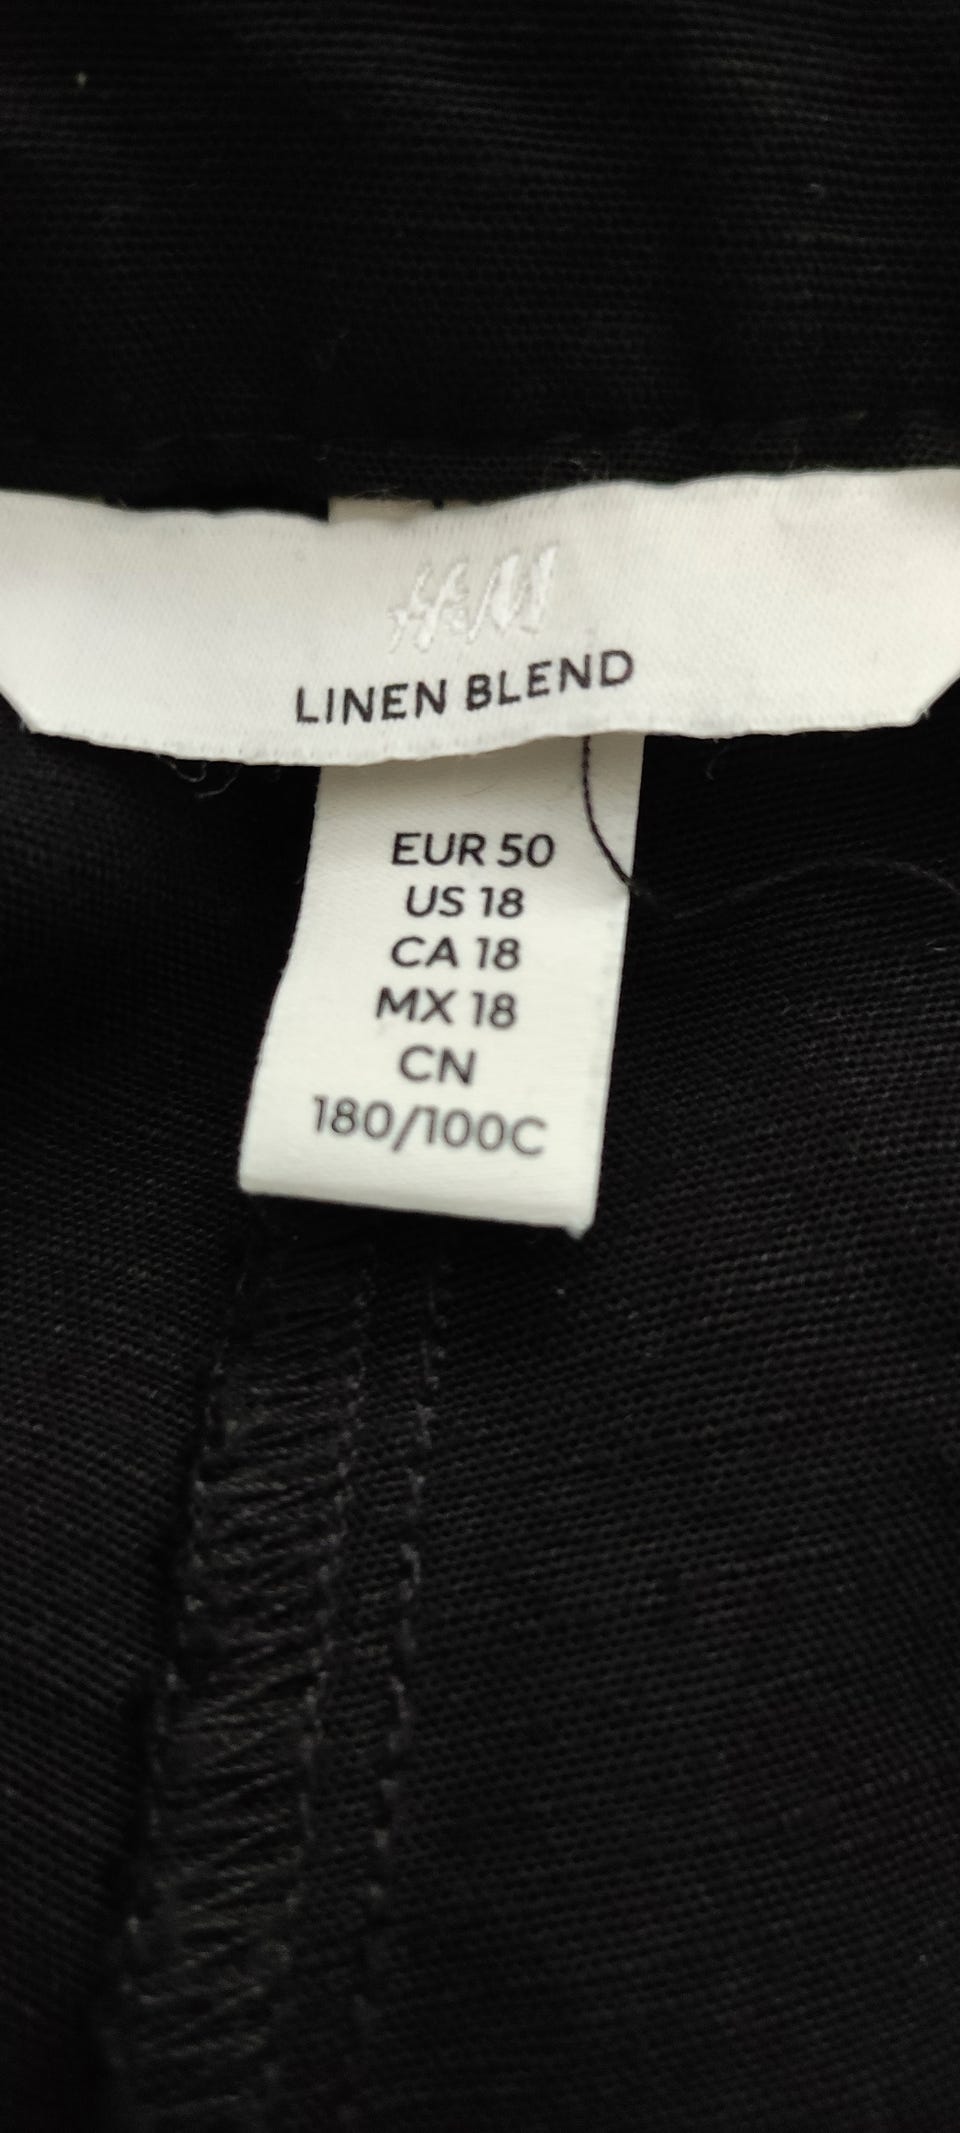 H&M
LINEN BLEND
EUR 50
US 18
CA 18
MX 18
CN
180/100C